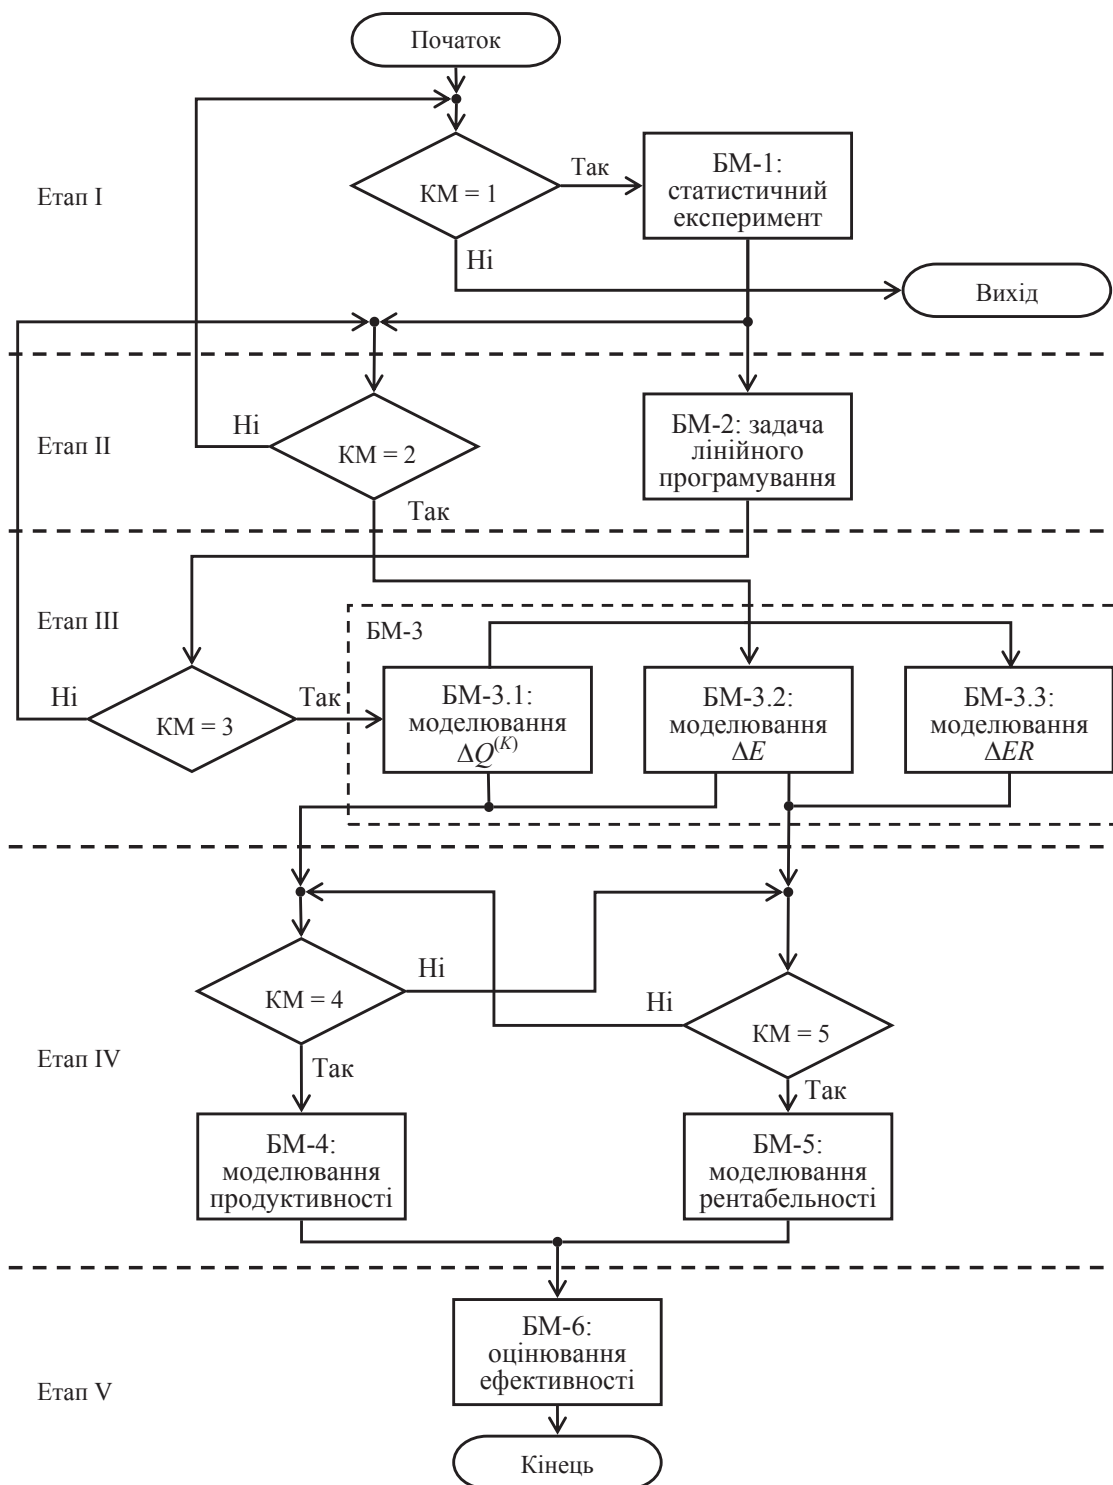 Початок
Етап I
КМ = 1
Так
БМ-1:
статистичний
експеримент
Ні
Вихід
Етап II
Ні
КМ = 2
Так
БМ-2: задача
лінійного
програмування
Етап III
БМ-3
Ні
КМ = 3
Так
БМ-3.1:
моделювання
ΔQ^(K)
БМ-3.2:
моделювання
ΔE
БМ-3.3:
моделювання
ΔER
Етап IV
КМ = 4
Ні
Ні
КМ = 5
Так
Так
БМ-4:
моделювання
продуктивності
БМ-5:
моделювання
рентабельності
Етап V
БМ-6:
оцінювання
ефективності
Кінець